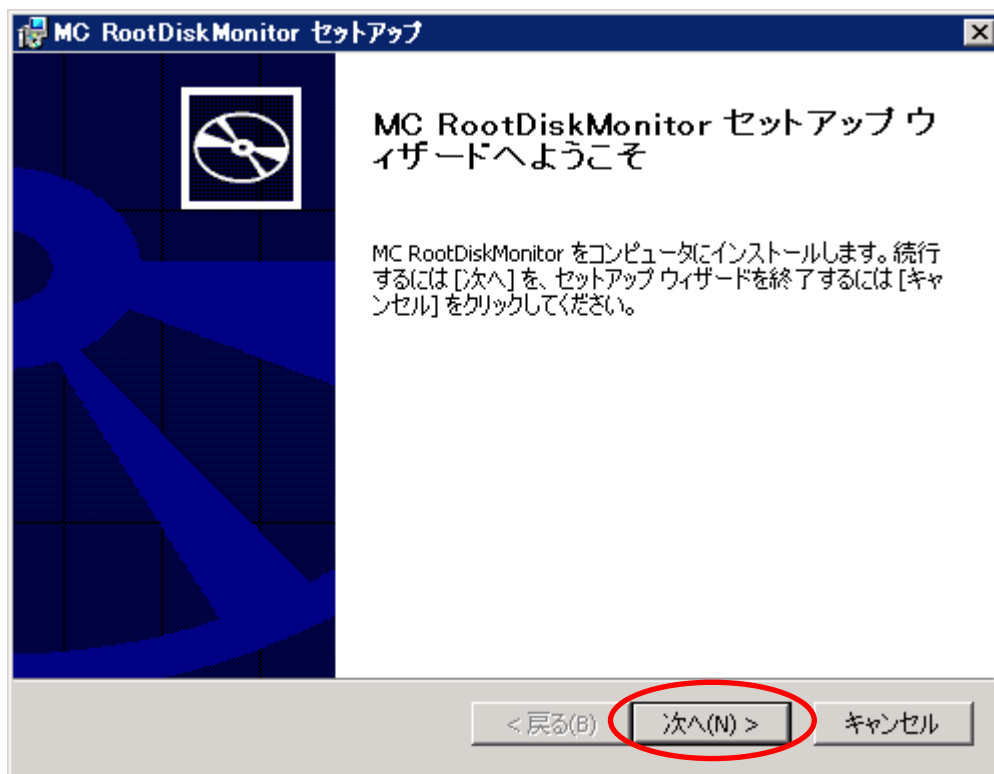 MC RootDiskMonitor セットアップ
MC RootDiskMonitor セットアップ ウ
ィザードへようこそ
MC RootDiskMonitor をコンピュータにインストールします。続行
するには [次へ] を、セットアップ ウィザードを終了するには [キャ
ンセル] をクリックしてください。
< 戻る(B) 次へ(N) > キャンセル